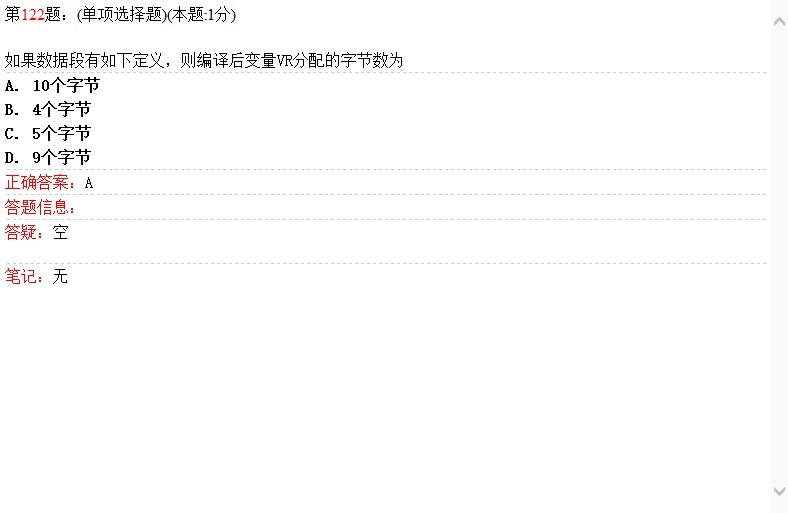 第122题：(单项选择题)(本题:1分)
如果数据段有如下定义，则编译后变量VR分配的字节数为
A. 10个字节
B. 4个字节
C. 5个字节
D. 9个字节
正确答案：A
答题信息：
答疑：空
笔记：无